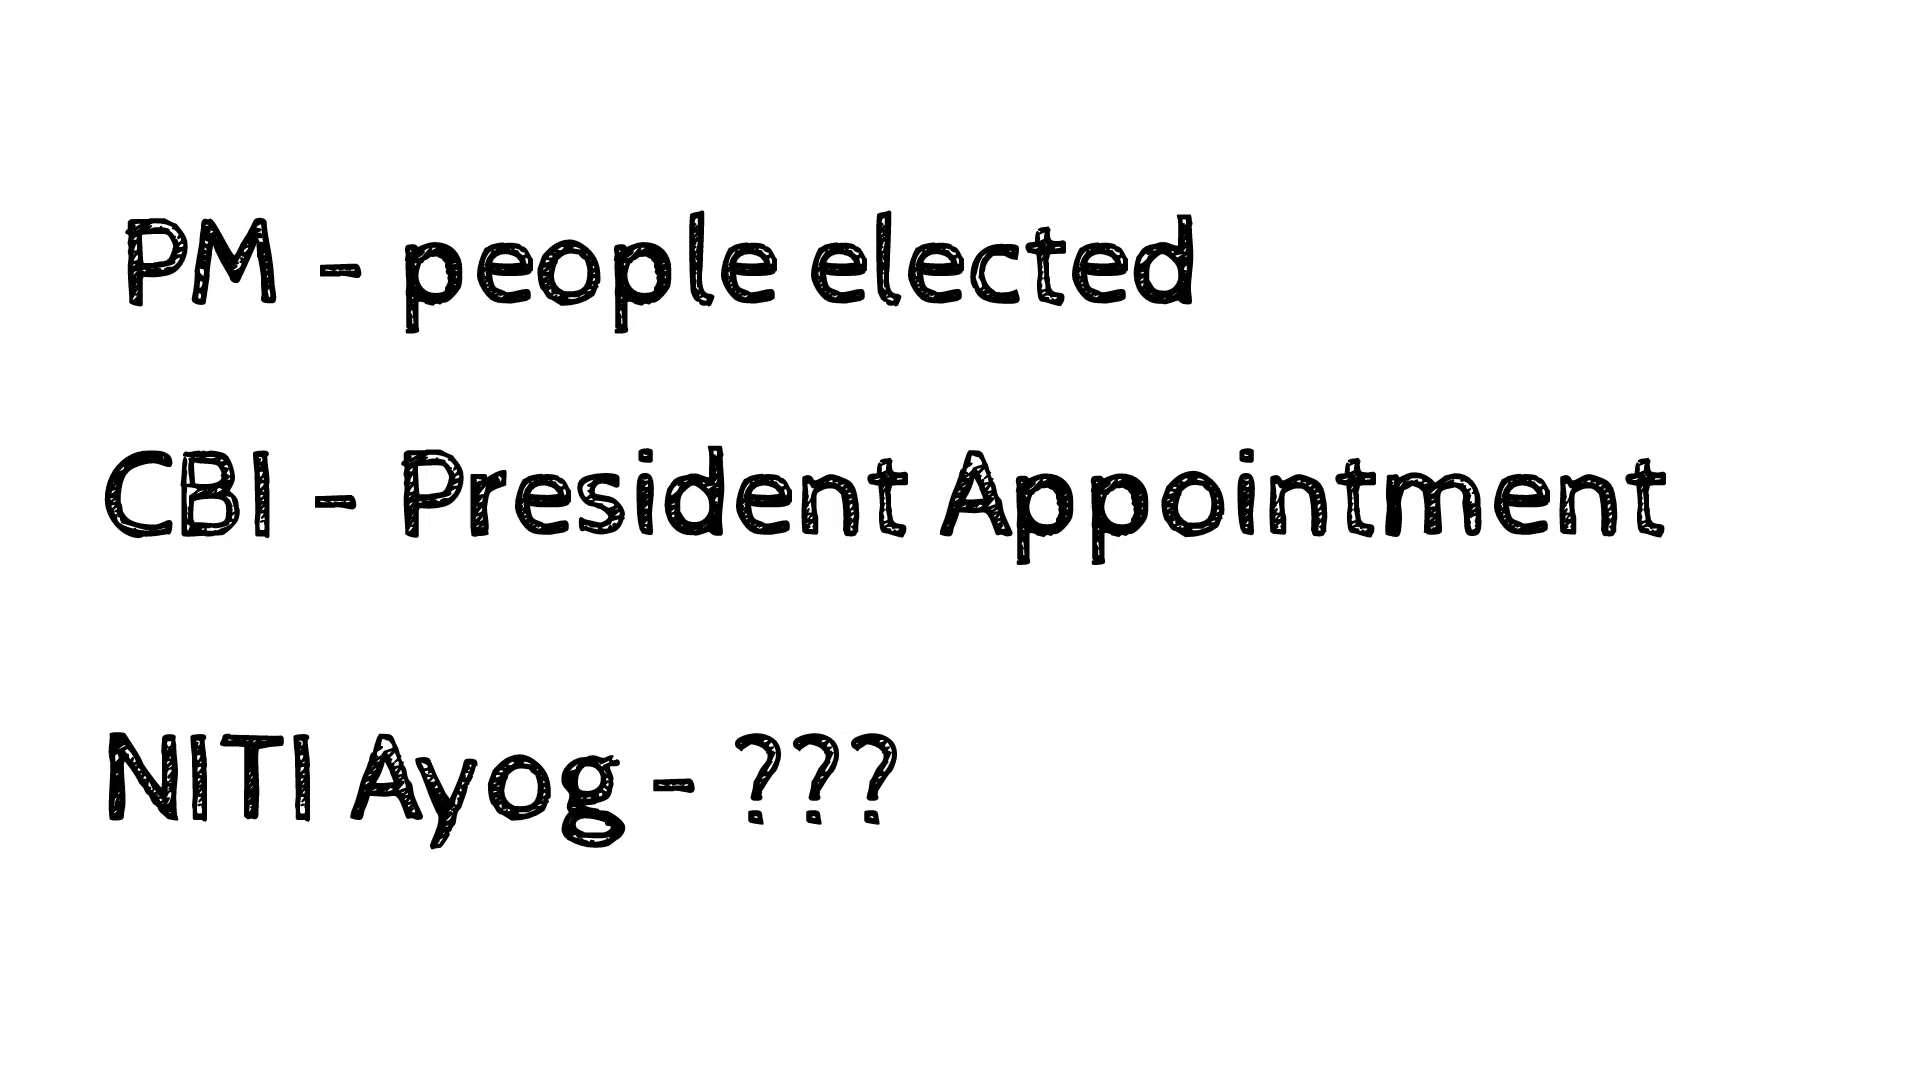 PM - people elected
CBI - President Appointment
NITI Ayog - ???